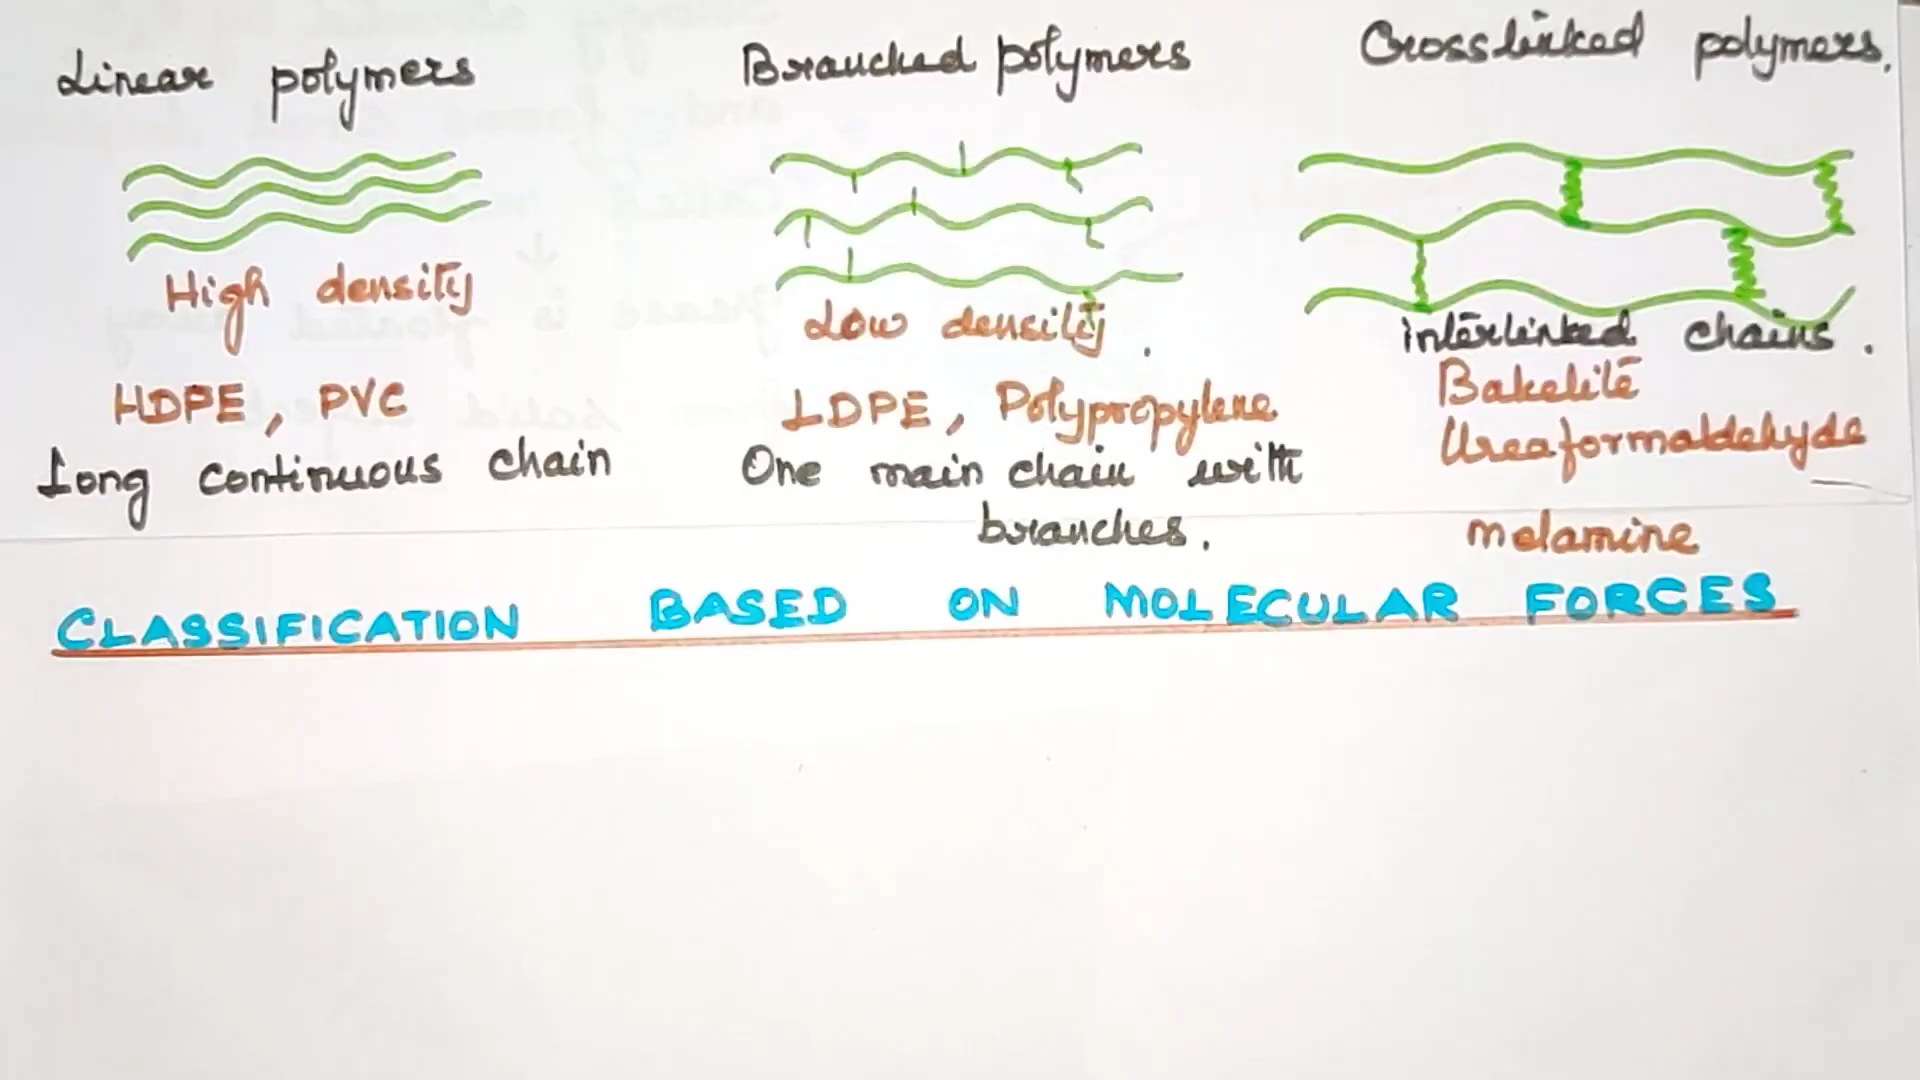 Linear polymers
High density
HDPE, PVC
Long continuous chain
Branched polymers
Low density.
LDPE, Polypropylene
One main chain with
branches.
Crosslinked polymers.
interlinked chains.
Bakelite
Ureaformaldehyde
melamine
CLASSIFICATION BASED ON MOLECULAR FORCES